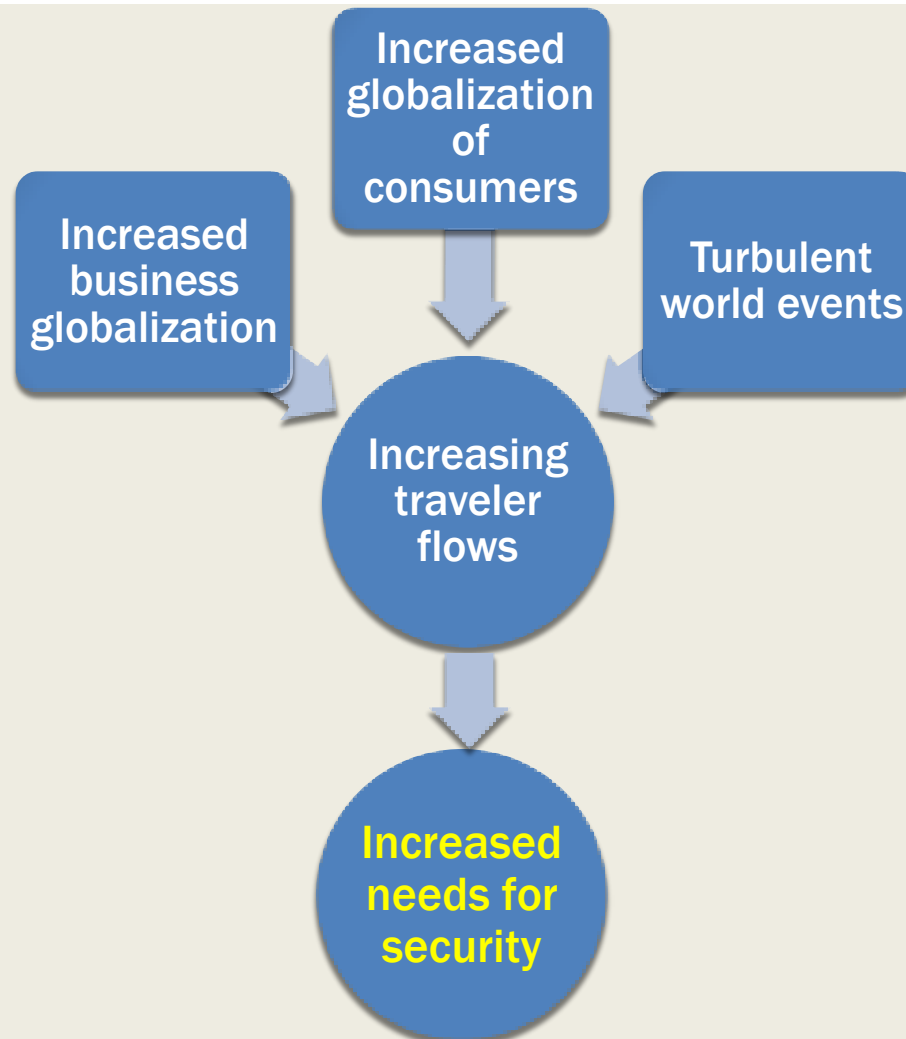 Increased
globalization
of
consumers
Increased
business
globalization
Turbulent
world events
Increasing
traveler
flows
Increased
needs for
security